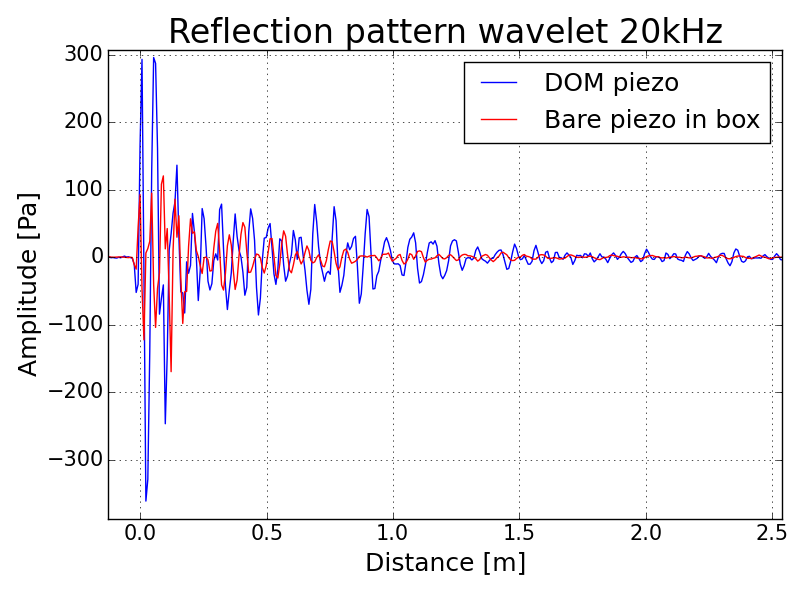 Reflection pattern wavelet 20kHz
DOM piezo
Bare piezo in box
300
200
100
0
−100
−200
−300
Amplitude [Pa]
0.0 0.5 1.0 1.5 2.0 2.5
Distance [m]